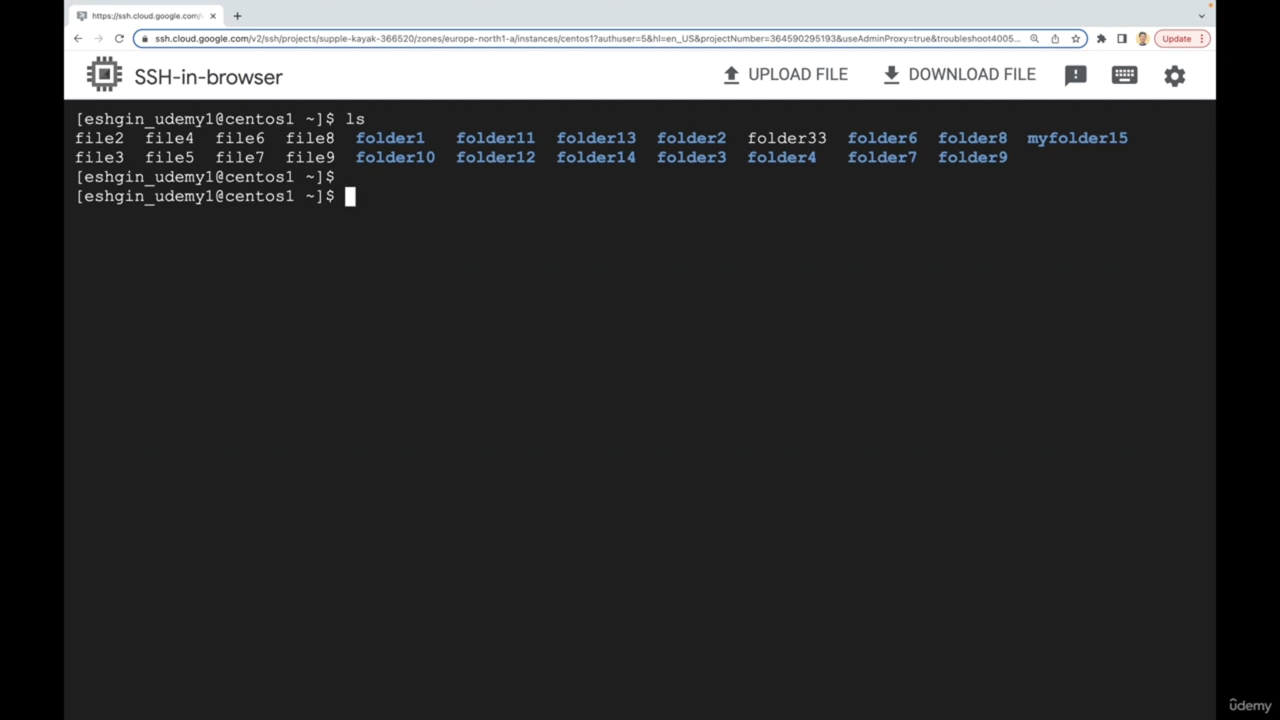 https://ssh.cloud.google.com/v
ssh.cloud.google.com/v2/ssh/projects/supple-kayak-366520/zones/europe-north1-a/instances/centos1?authuser=5&hl=en_US&projectNumber=364590295193&useAdminProxy=true&troubleshoot4005... Update
SSH-in-browser UPLOAD FILE DOWNLOAD FILE
[eshgin_udemy1@centos1 ~]$ ls
file2 file4 file6 file8 folder1 folder11 folder13 folder2 folder33 folder6 folder8 myfolder15
file3 file5 file7 file9 folder10 folder12 folder14 folder3 folder4 folder7 folder9
[eshgin_udemy1@centos1 ~]$
[eshgin_udemy1@centos1 ~]$
udemy